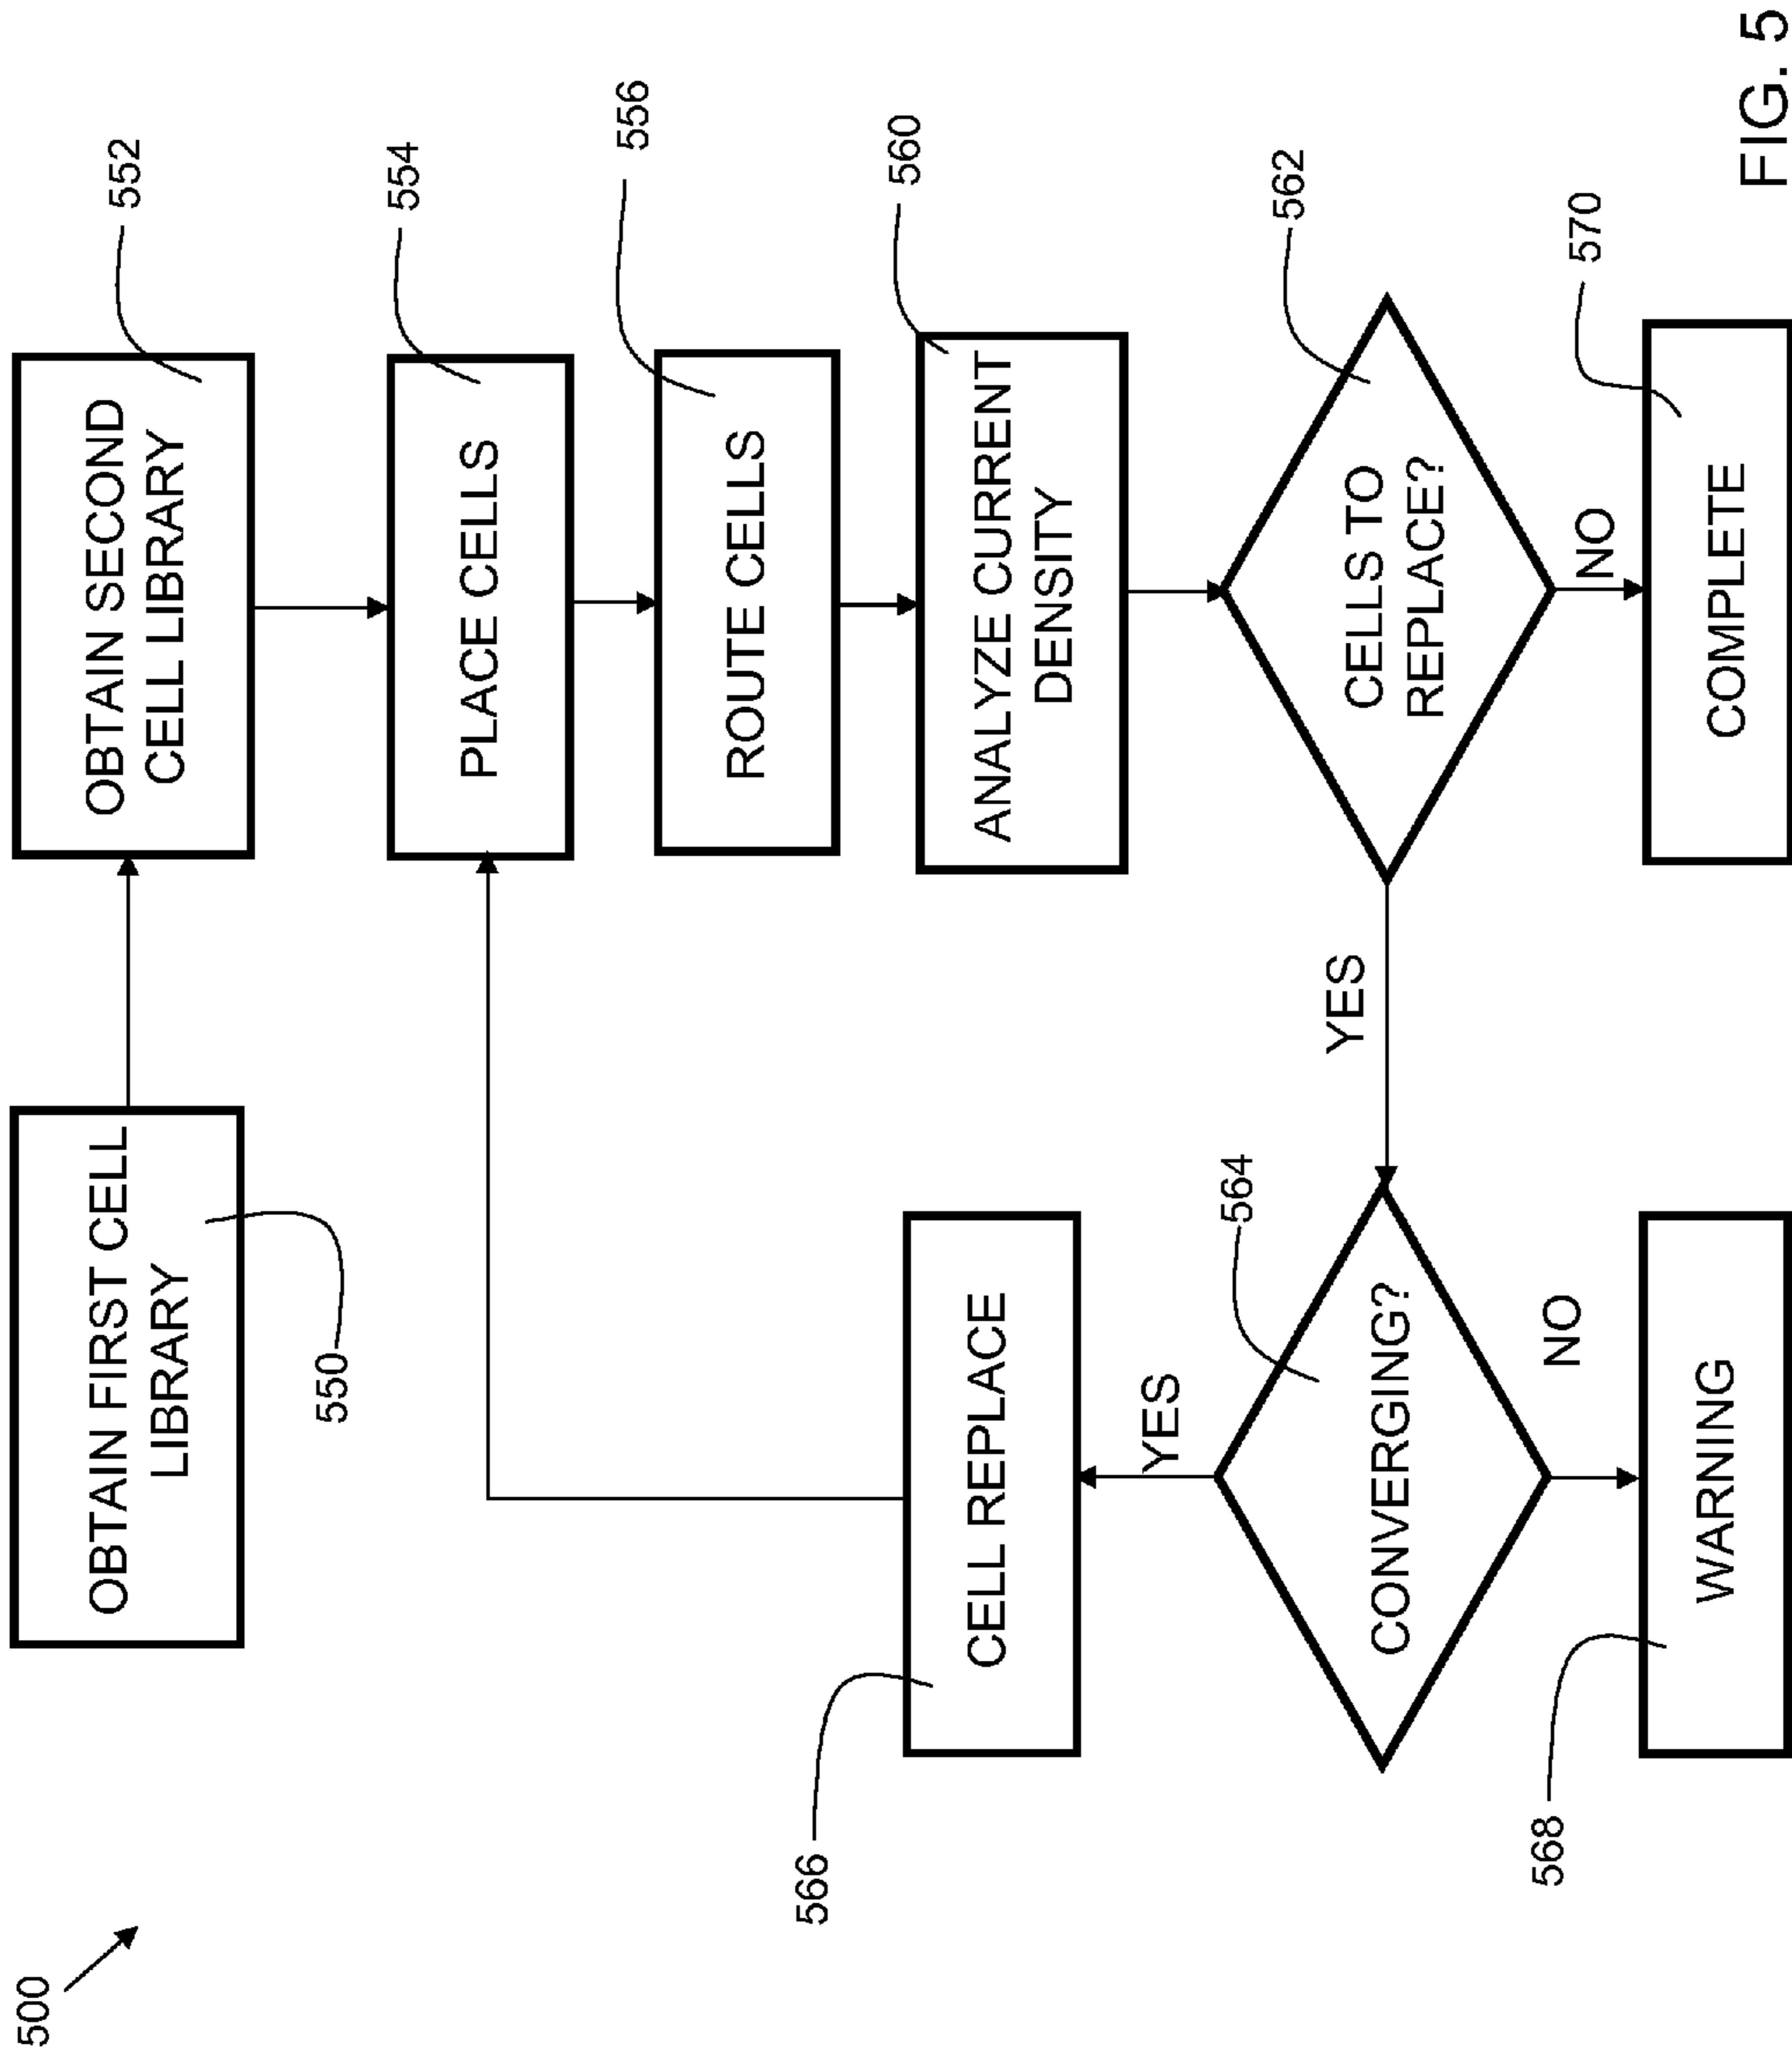 500
OBTAIN FIRST CELL
LIBRARY
550
OBTAIN SECOND
CELL LIBRARY
552
PLACE CELLS
554
ROUTE CELLS
556
ANALYZE CURRENT
DENSITY
560
CELLS TO
REPLACE?
562
YES
NO
CONVERGING?
564
YES
NO
CELL REPLACE
566
WARNING
568
COMPLETE
570
FIG. 5